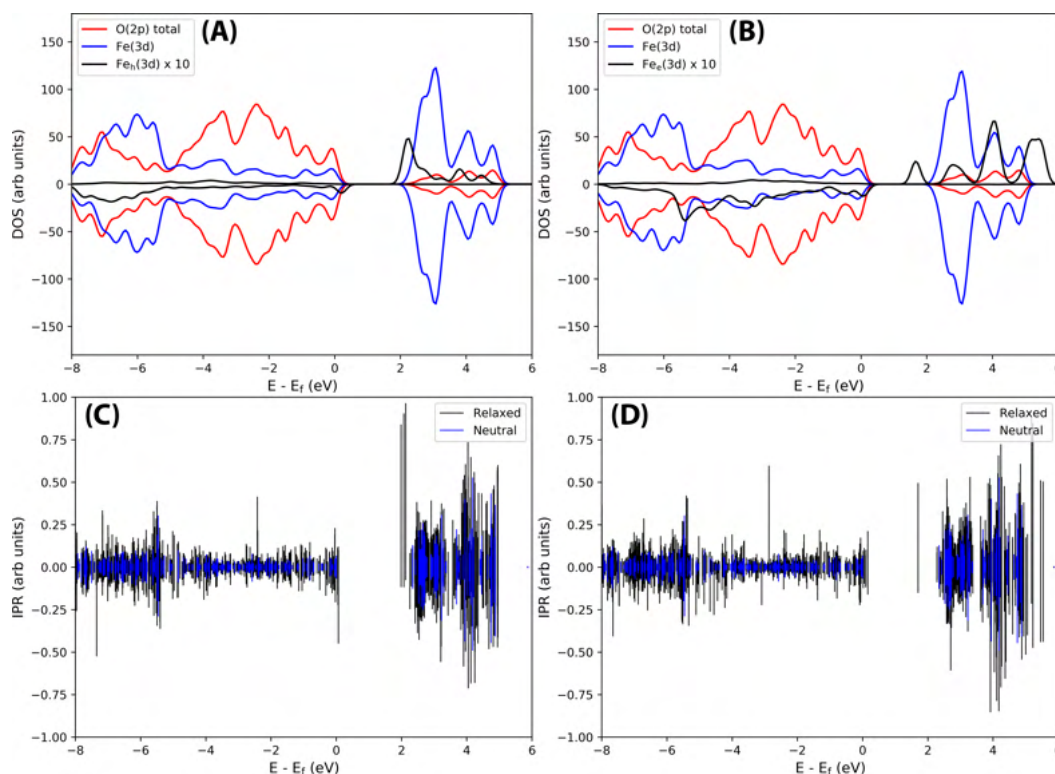 (A)
O(2p) total
Fe(3d)
Feₕ(3d) x 10
DOS (arb units)
150
100
50
0
−50
−100
−150
−8
−6
−4
−2
0
2
4
6
E - E_f (eV)
(B)
O(2p) total
Fe(3d)
Feₑ(3d) x 10
DOS (arb units)
150
100
50
0
−50
−100
−150
−8
−6
−4
−2
0
2
4
6
E - E_f (eV)
(C)
Relaxed
Neutral
IPR (arb units)
1.00
0.75
0.50
0.25
0.00
−0.25
−0.50
−0.75
−1.00
−8
−6
−4
−2
0
2
4
6
E - E_f (eV)
(D)
Relaxed
Neutral
IPR (arb units)
1.00
0.75
0.50
0.25
0.00
−0.25
−0.50
−0.75
−1.00
−8
−6
−4
−2
0
2
4
6
E - E_f (eV)